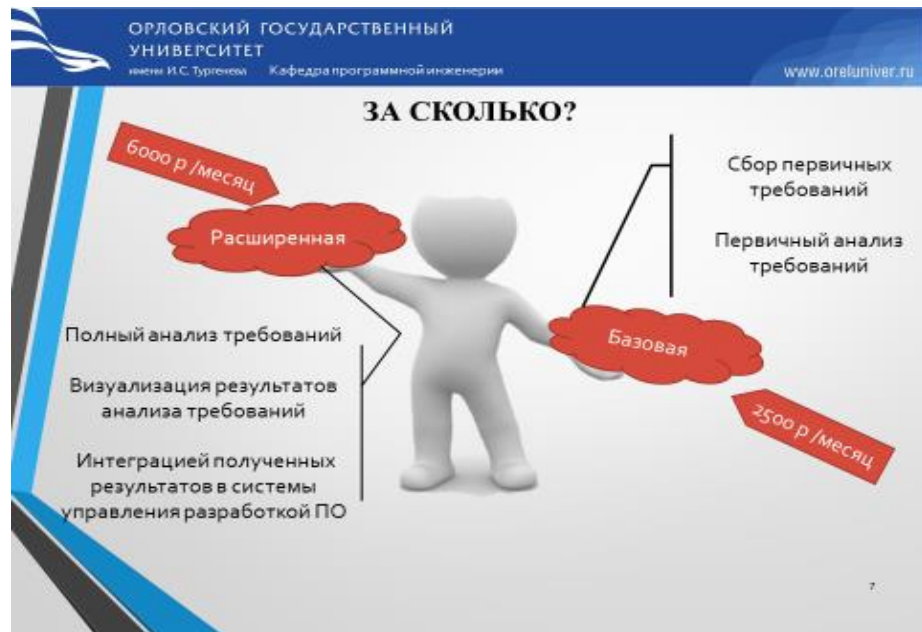 ОРЛОВСКИЙ ГОСУДАРСТВЕННЫЙ
УНИВЕРСИТЕТ
имени И.С. Тургенева Кафедра программной инженерии
www.oreluniver.ru
ЗА СКОЛЬКО?
6000 р /месяц
Расширенная
Полный анализ требований
Визуализация результатов
анализа требований
Интеграцией полученных
результатов в системы
управления разработкой ПО
Сбор первичных
требований
Первичный анализ
требований
Базовая
2500 р /месяц
7